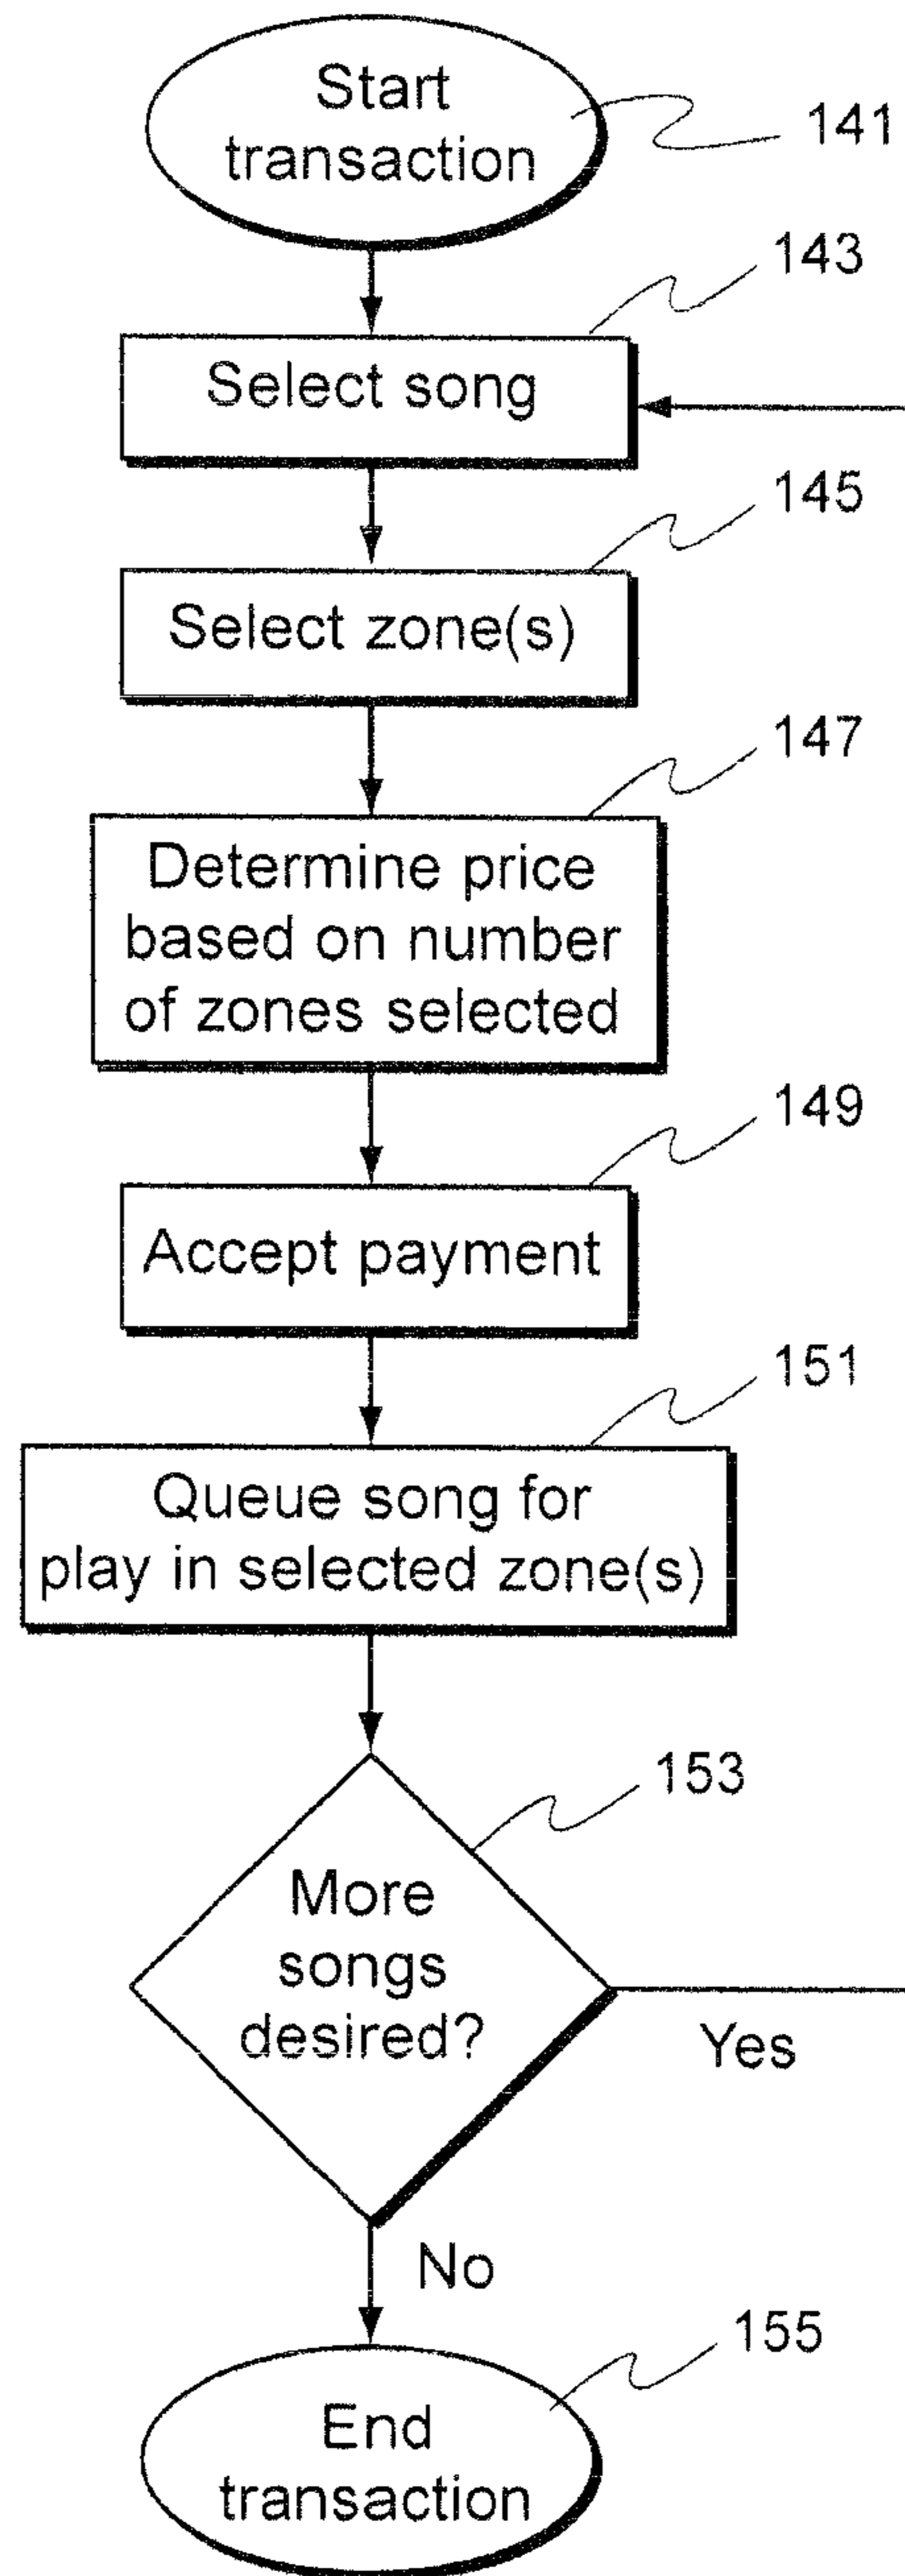 Start
transaction
141
143
Select song
145
Select zone(s)
147
Determine price
based on number
of zones selected
149
Accept payment
151
Queue song for
play in selected zone(s)
153
More
songs
desired?
Yes
No
155
End
transaction